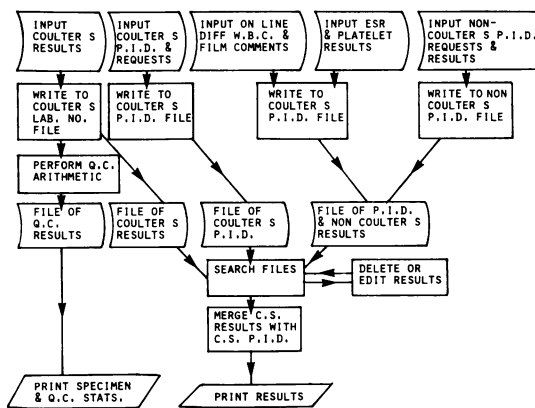 INPUT
COULTER S
RESULTS
INPUT
COULTER S
P.I.D. &
REQUESTS
INPUT ON LINE
DIFF W.B.C. &
FILM COMMENTS
INPUT ESR
& PLATELET
RESULTS
INPUT NON-
COULTER S P.I.D.
REQUESTS &
RESULTS
WRITE TO
COULTER S
LAB. NO.
FILE
WRITE TO
COULTER S
P.I.D. FILE
WRITE TO
COULTER S
P.I.D. FILE
WRITE TO NON
COULTER S
P.I.D. FILE
PERFORM Q.C.
ARITHMETIC
FILE OF
Q.C.
RESULTS
FILE OF
COULTER S
RESULTS
FILE OF
COULTER S
P.I.D.
FILE OF P.I.D.
& NON COULTER S
RESULTS
SEARCH FILES
DELETE OR
EDIT RESULTS
MERGE C.S.
RESULTS WITH
C.S. P.I.D.
PRINT SPECIMEN
& Q.C. STATS.
PRINT RESULTS